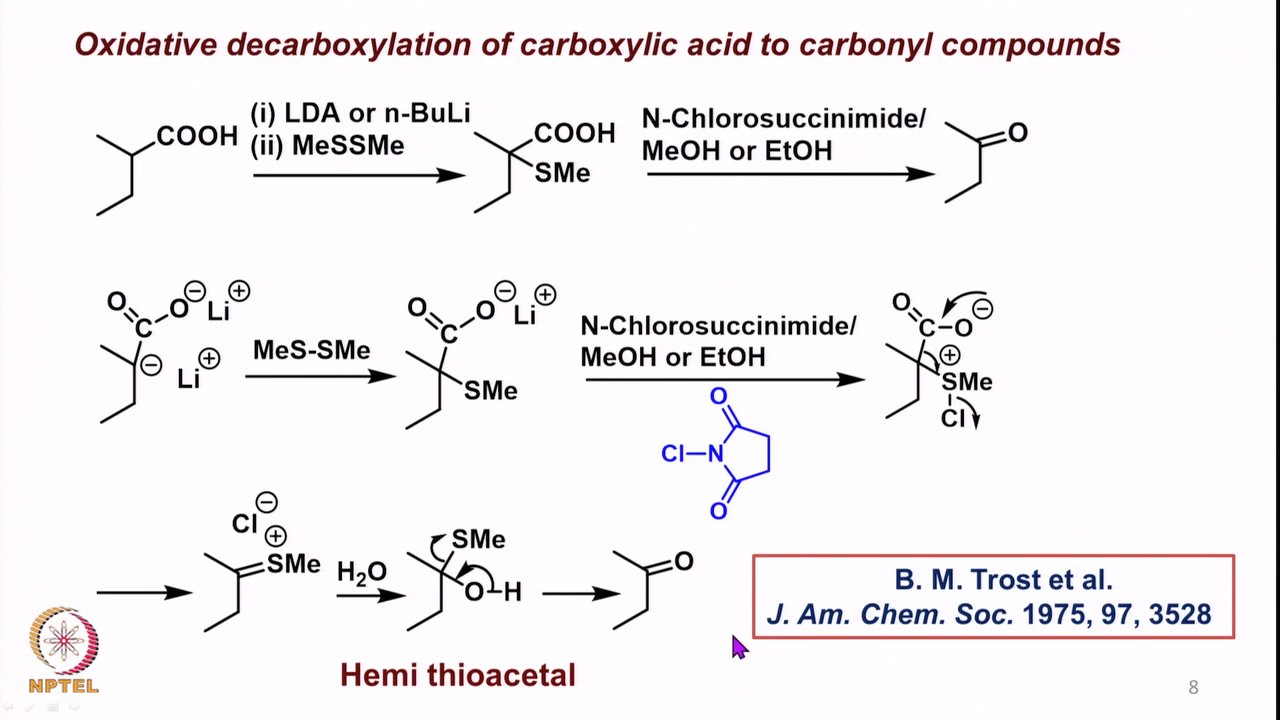 Oxidative decarboxylation of carboxylic acid to carbonyl compounds
COOH
(i) LDA or n-BuLi
(ii) MeSSMe
COOH
SMe
N-Chlorosuccinimide/
MeOH or EtOH
O
O
C
O⊖
Li⊕
⊖
Li⊕
MeS-SMe
O
C
O⊖
Li⊕
SMe
N-Chlorosuccinimide/
MeOH or EtOH
O
Cl–N
O
O
C–O
⊖
⊕
SMe
Cl
Cl⊖
⊕
SMe
H₂O
SMe
O–H
O
Hemi thioacetal
B. M. Trost et al.
J. Am. Chem. Soc. 1975, 97, 3528
NPTEL
8